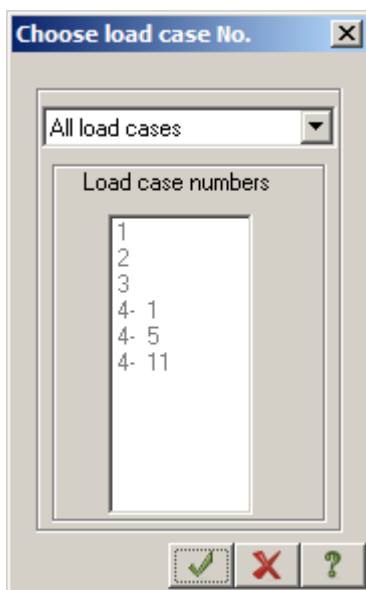 Choose load case No.
All load cases
Load case numbers
1
2
3
4- 1
4- 5
4- 11